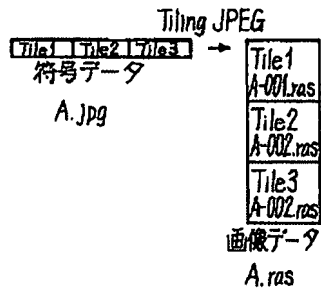 Tiling JPEG
Tile1 Tile2 Tile3
符号データ
A.jpg
Tile1
A-001.ras
Tile2
A-002.ras
Tile3
A-002.ras
画像データ
A.ras